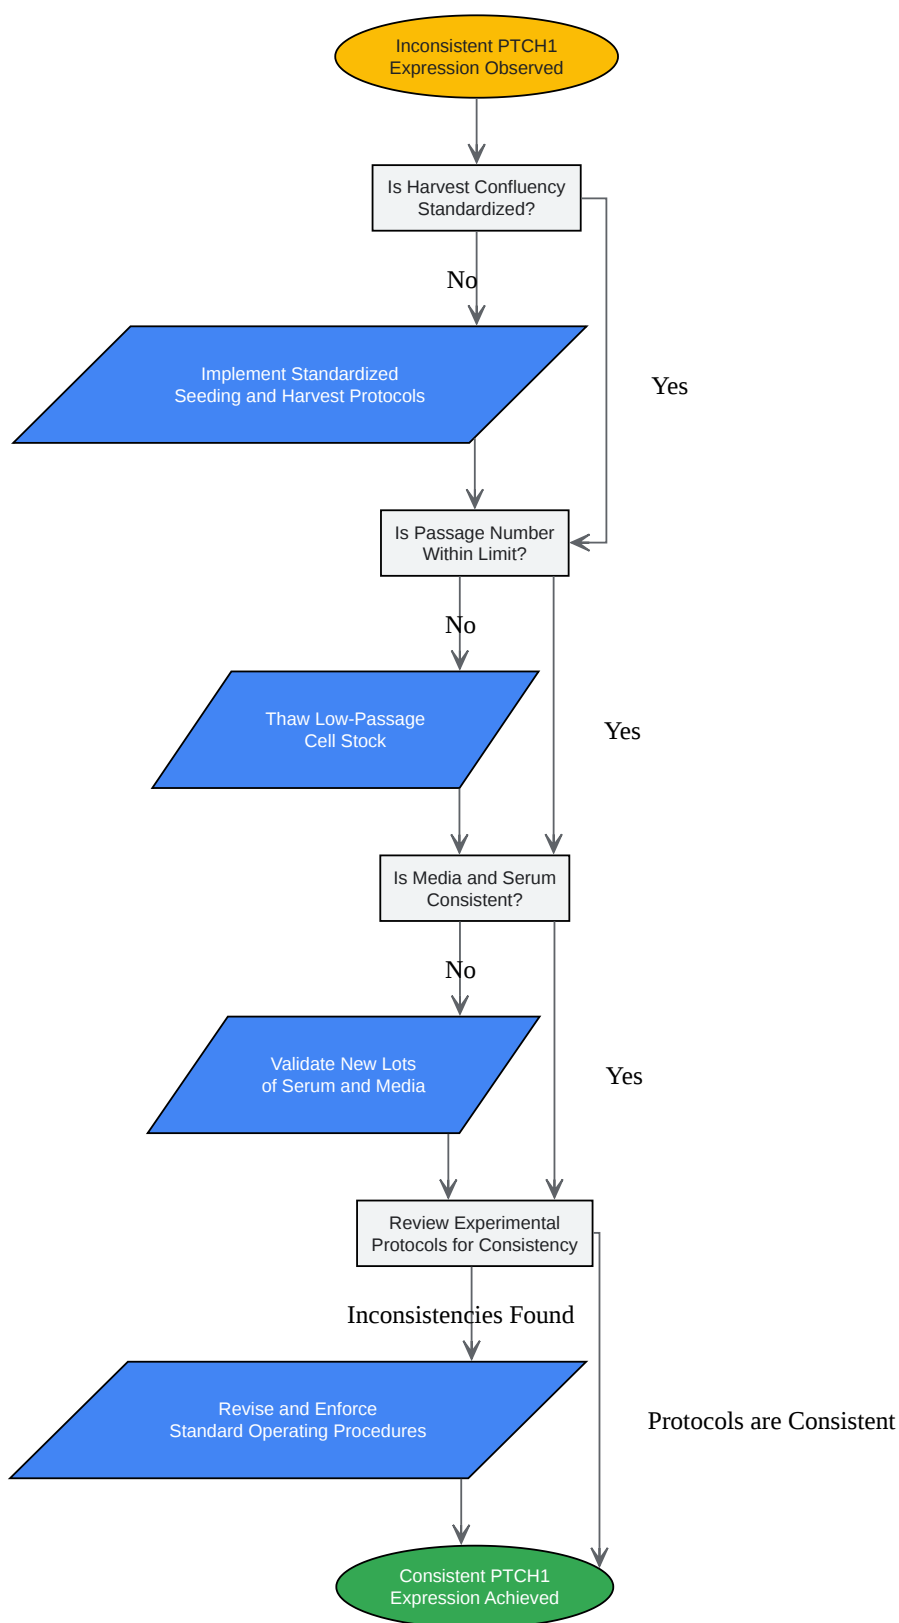 Inconsistent PTCH1
Expression Observed
Is Harvest Confluency
Standardized?
No
Implement Standardized
Seeding and Harvest Protocols
Yes
Is Passage Number
Within Limit?
No
Thaw Low-Passage
Cell Stock
Yes
Is Media and Serum
Consistent?
No
Validate New Lots
of Serum and Media
Yes
Review Experimental
Protocols for Consistency
Inconsistencies Found
Revise and Enforce
Standard Operating Procedures
Protocols are Consistent
Consistent PTCH1
Expression Achieved